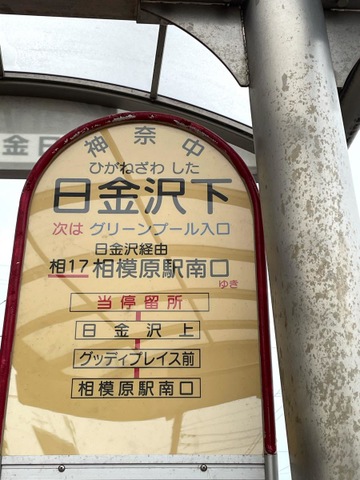 神奈中
ひがねざわ した
日金沢下
次は グリーンプール入口
日金沢経由
相17 相模原駅南口
ゆき
当停留所
日金沢上
グッディプレイス前
相模原駅南口
金日